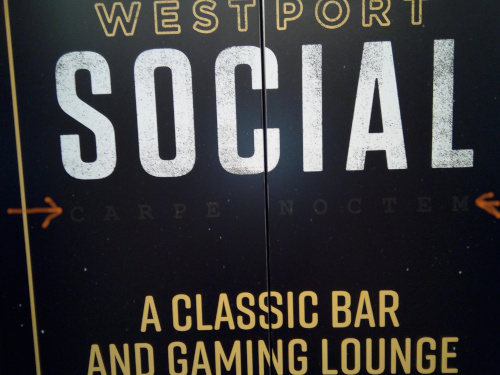 WESTPORT
SOCIAL
CARPE NOCTEM
A CLASSIC BAR
AND GAMING LOUNGE